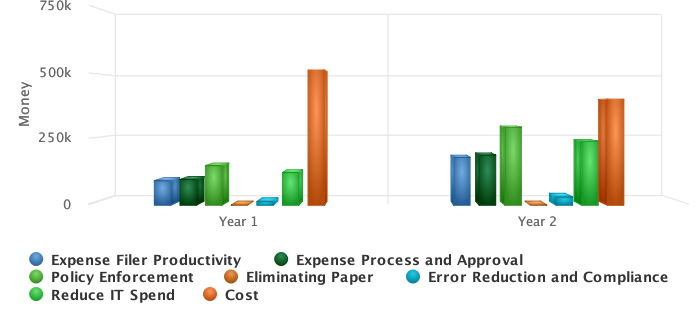 750k
500k
250k
0
Money
Year 1 Year 2
Expense Filer Productivity Expense Process and Approval
Policy Enforcement Eliminating Paper Error Reduction and Compliance
Reduce IT Spend Cost